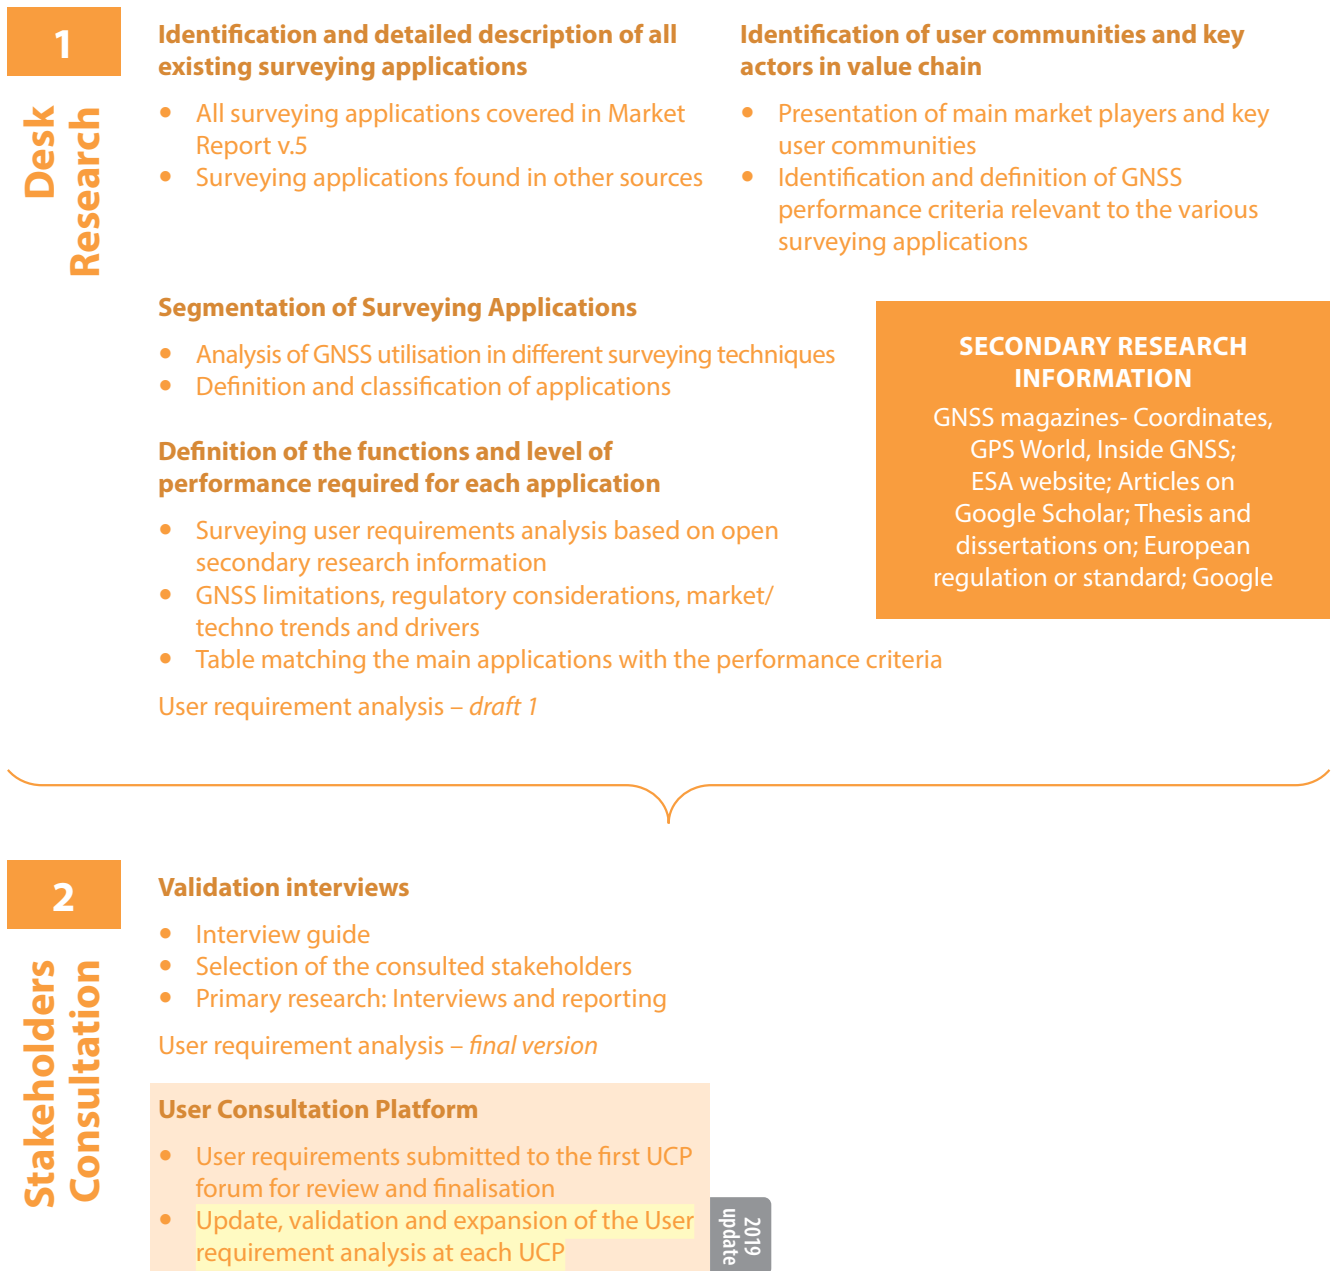 1
Desk
Research
Identification and detailed description of all
existing surveying applications
• All surveying applications covered in Market
Report v.5
• Surveying applications found in other sources
Identification of user communities and key
actors in value chain
• Presentation of main market players and key
user communities
• Identification and definition of GNSS
performance criteria relevant to the various
surveying applications
Segmentation of Surveying Applications
• Analysis of GNSS utilisation in different surveying techniques
• Definition and classification of applications
Definition of the functions and level of
performance required for each application
• Surveying user requirements analysis based on open
secondary research information
• GNSS limitations, regulatory considerations, market/
techno trends and drivers
• Table matching the main applications with the performance criteria
User requirement analysis – draft 1
SECONDARY RESEARCH
INFORMATION
GNSS magazines- Coordinates,
GPS World, Inside GNSS;
ESA website; Articles on
Google Scholar; Thesis and
dissertations on; European
regulation or standard; Google
2
Stakeholders
Consultation
Validation interviews
• Interview guide
• Selection of the consulted stakeholders
• Primary research: Interviews and reporting
User requirement analysis – final version
User Consultation Platform
• User requirements submitted to the first UCP
forum for review and finalisation
• Update, validation and expansion of the User
requirement analysis at each UCP
2019
update